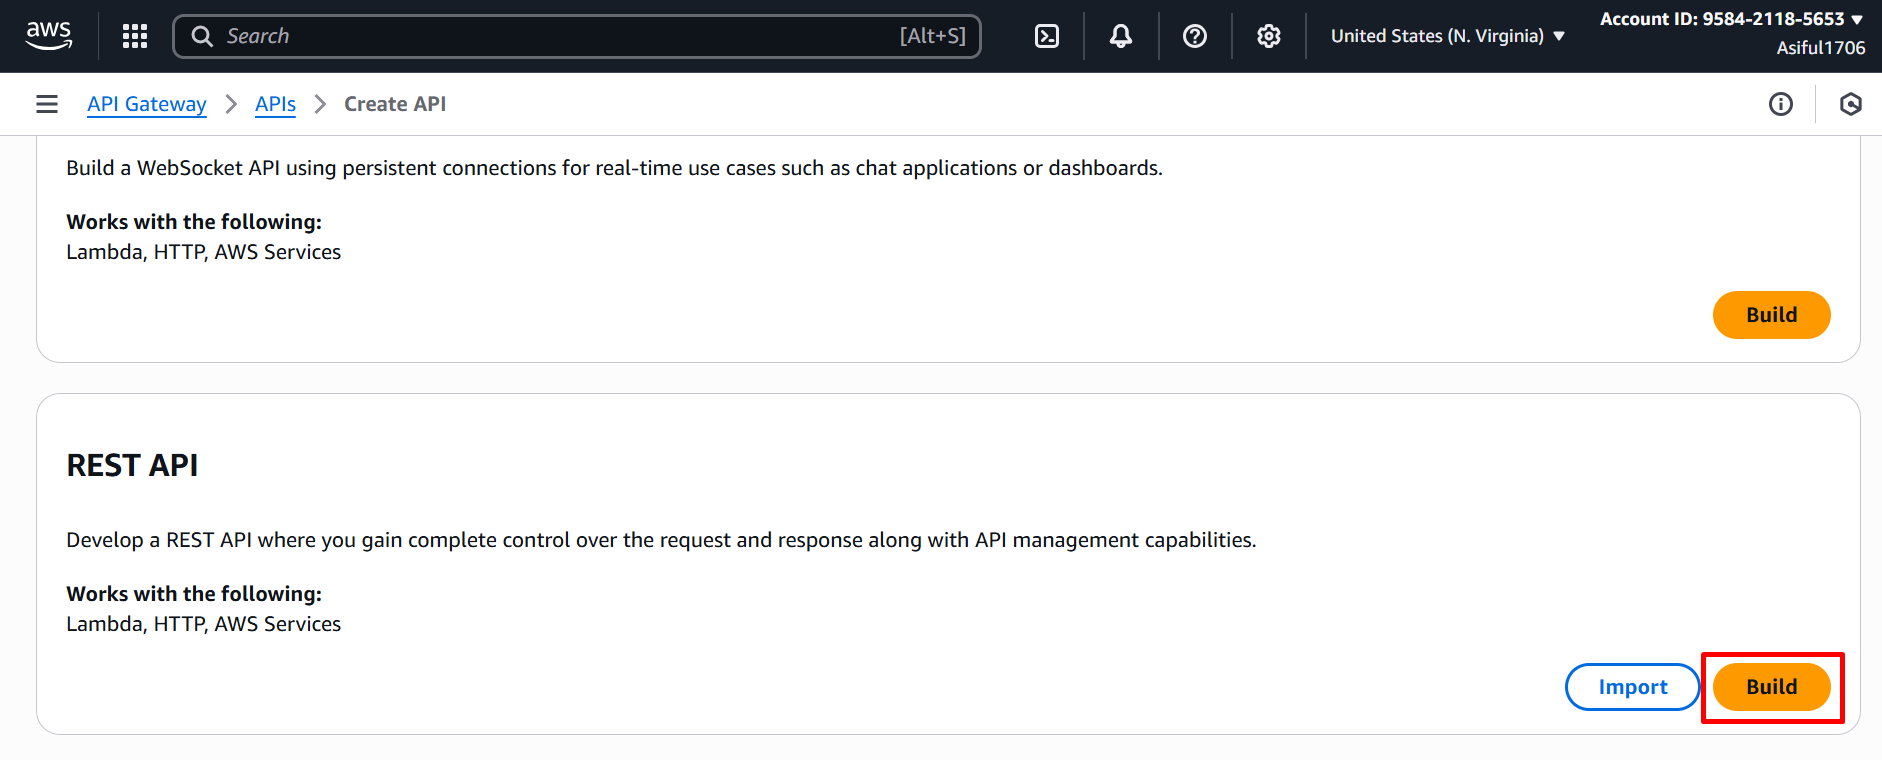 aws
Search [Alt+S]
United States (N. Virginia)
Account ID: 9584-2118-5653
Asiful1706
API Gateway > APIs > Create API
Build a WebSocket API using persistent connections for real-time use cases such as chat applications or dashboards.
Works with the following:
Lambda, HTTP, AWS Services
Build
REST API
Develop a REST API where you gain complete control over the request and response along with API management capabilities.
Works with the following:
Lambda, HTTP, AWS Services
Import
Build